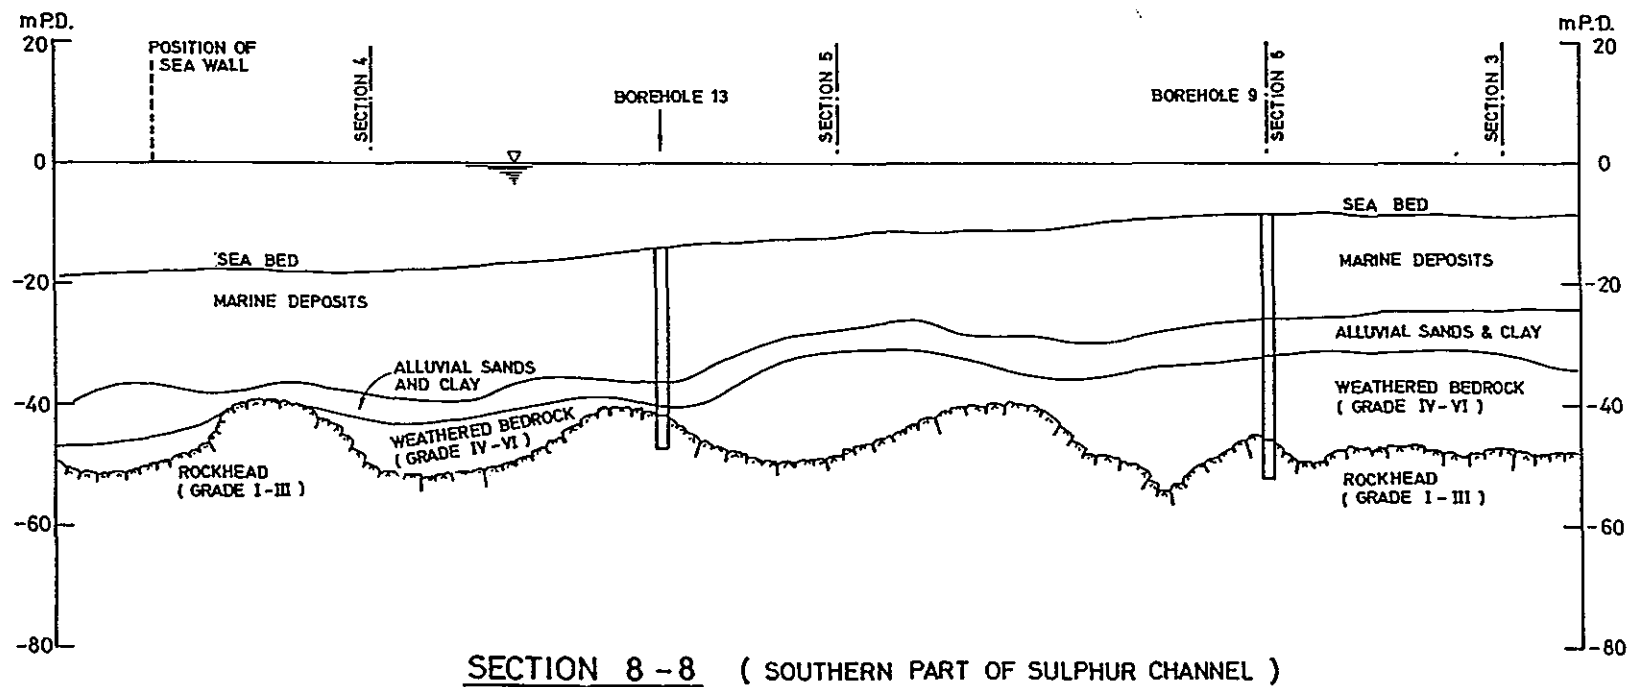 mP.D.
mP.D.
20
20
POSITION OF
SEA WALL
SECTION 4
BOREHOLE 13
SECTION 5
BOREHOLE 9
SECTION 6
SECTION 3
0
0
SEA BED
SEA BED
MARINE DEPOSITS
-20
-20
MARINE DEPOSITS
ALLUVIAL SANDS & CLAY
ALLUVIAL SANDS
AND CLAY
WEATHERED BEDROCK
( GRADE IV-VI )
-40
-40
WEATHERED BEDROCK
(GRADE IV-VI)
ROCKHEAD
( GRADE I-III )
ROCKHEAD
( GRADE I-III )
-60
-60
-80
-80
SECTION 8-8 ( SOUTHERN PART OF SULPHUR CHANNEL )